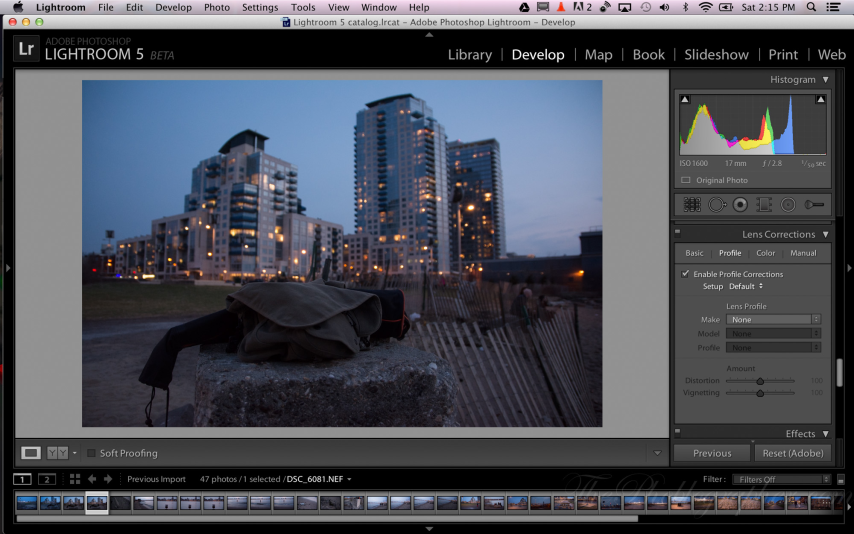 Lightroom File Edit Develop Photo Settings Tools View Window Help 2 Sat 2:15 PM
Lightroom 5 catalog.lrcat – Adobe Photoshop Lightroom – Develop
Lr ADOBE PHOTOSHOP
LIGHTROOM 5 BETA
Library | Develop | Map | Book | Slideshow | Print | Web
Histogram
ISO 1600 17 mm ƒ / 2.8 1/50 sec
Original Photo
Lens Corrections
Basic Profile Color Manual
Enable Profile Corrections
Setup Default
Lens Profile
Make None
Model None
Profile None
Amount
Distortion 100
Vignetting 100
Effects
YY Soft Proofing
Previous Reset (Adobe)
1 2 Previous Import 47 photos / 1 selected / DSC_6081.NEF Filter : Filters Off